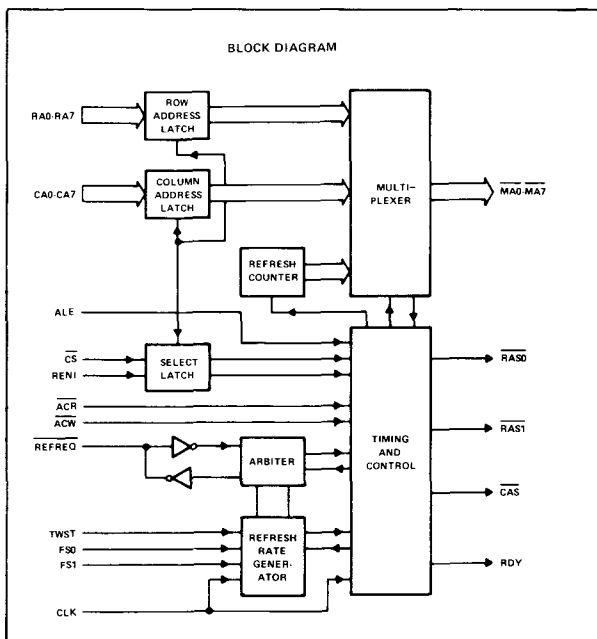 BLOCK DIAGRAM
RA0-RA7
ROW
ADDRESS
LATCH
CA0-CA7
COLUMN
ADDRESS
LATCH
MULTI-
PLEXER
MA0-MA7
REFRESH
COUNTER
ALE
CS
RENI
SELECT
LATCH
RAS0
ACR
ACW
RAS1
REFREQ
ARBITER
TIMING
AND
CONTROL
CAS
TWST
FS0
FS1
REFRESH
RATE
GENER-
ATOR
RDY
CLK